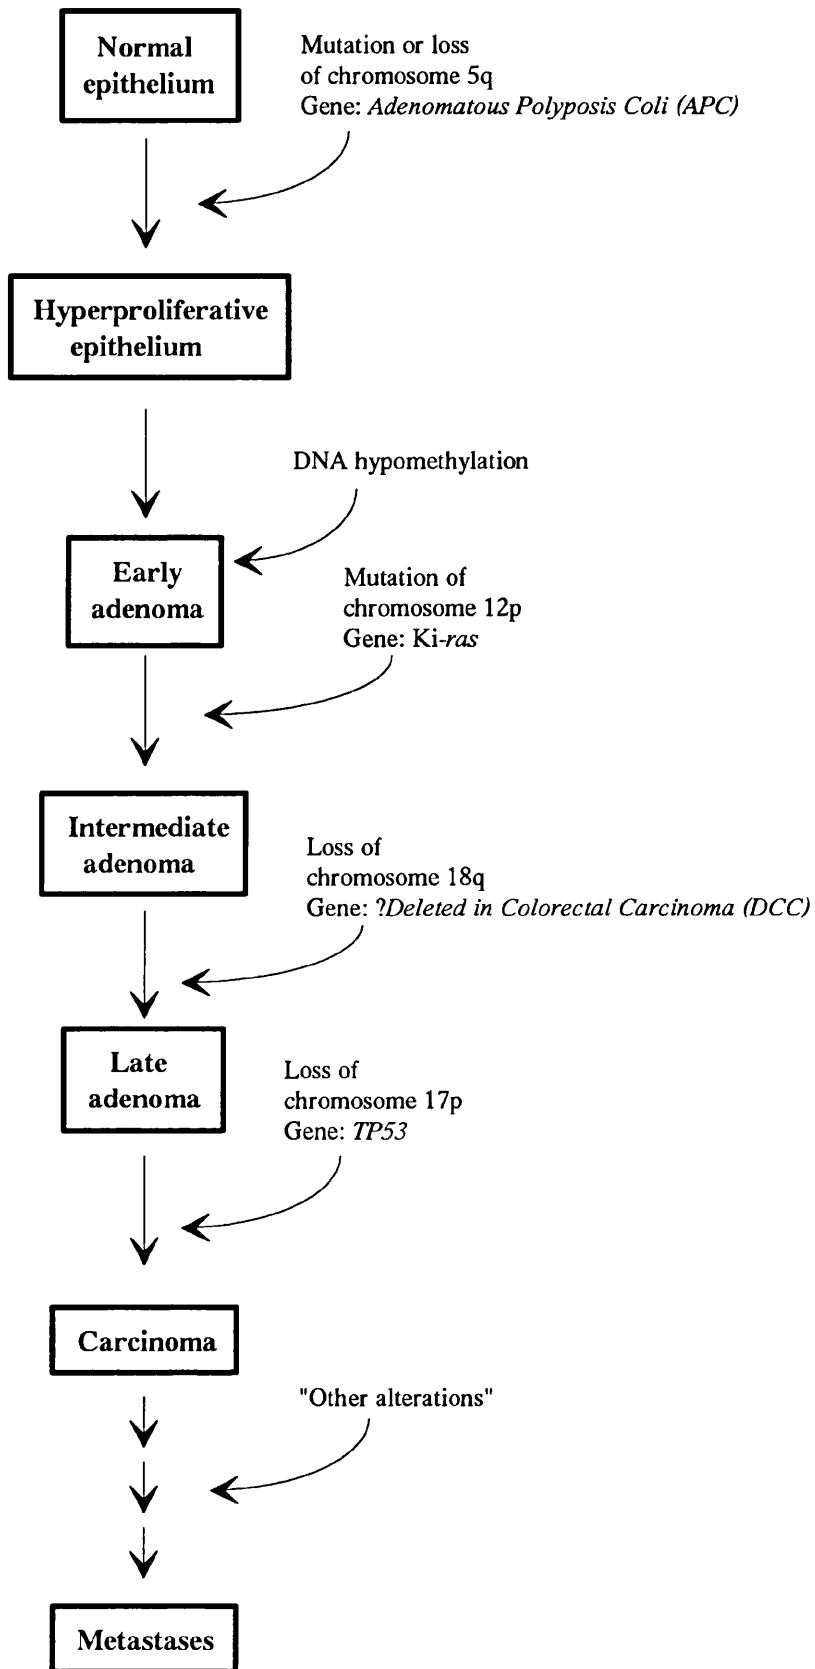 Normal
epithelium
Mutation or loss
of chromosome 5q
Gene: Adenomatous Polyposis Coli (APC)
Hyperproliferative
epithelium
DNA hypomethylation
Early
adenoma
Mutation of
chromosome 12p
Gene: Ki-ras
Intermediate
adenoma
Loss of
chromosome 18q
Gene: ?Deleted in Colorectal Carcinoma (DCC)
Late
adenoma
Loss of
chromosome 17p
Gene: TP53
Carcinoma
"Other alterations"
Metastases